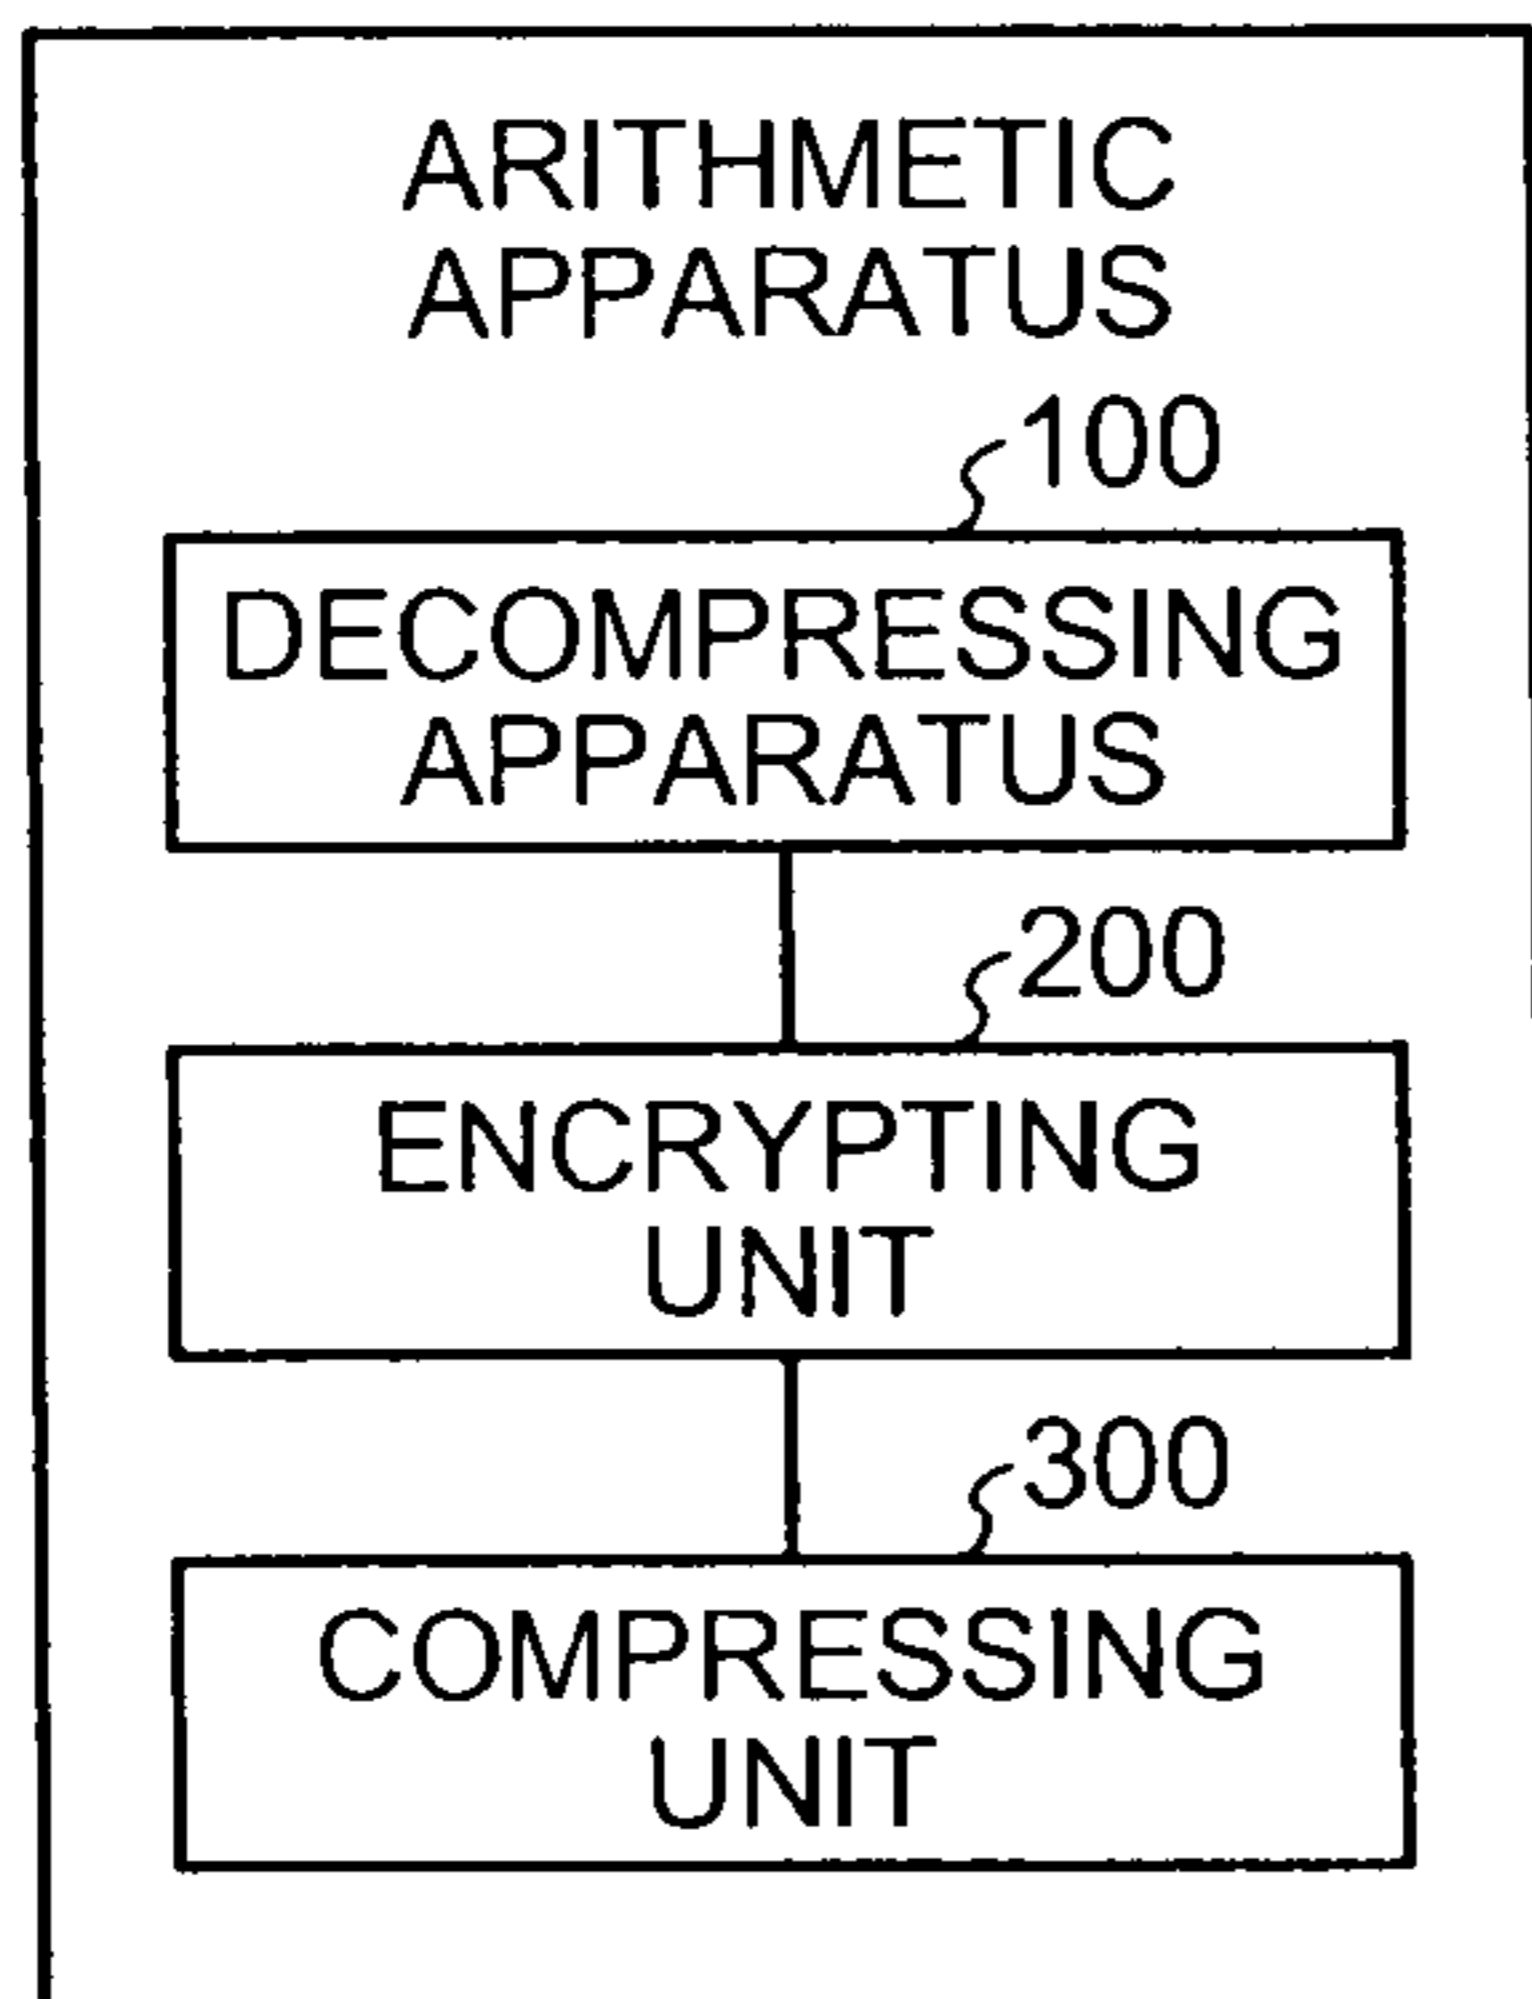 ARITHMETIC
APPARATUS
100
DECOMPRESSING
APPARATUS
200
ENCRYPTING
UNIT
300
COMPRESSING
UNIT